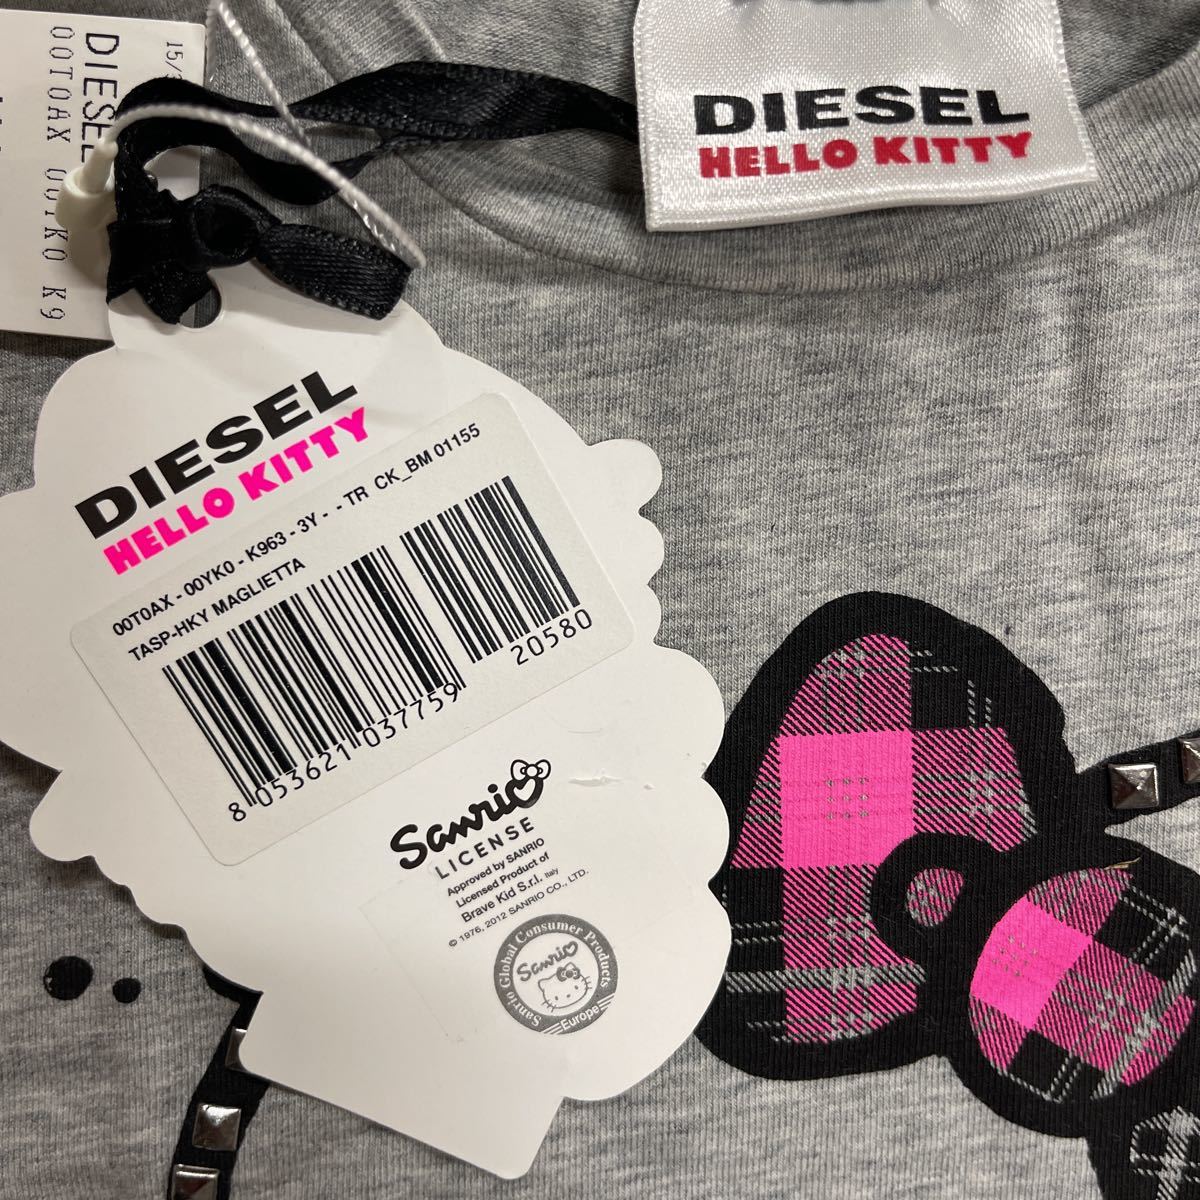 15/
DIESEL
00T0AX 00YK0 K9
DIESEL
HELLO KITTY
DIESEL
HELLO KITTY
00T0AX - 00YK0 - K963 - 3Y - - TR CK_BM 01155
TASP-HKY MAGLIETTA
8 053621 037759
20580
Sanrio
LICENSE
Approved by SANRIO
Licensed Product of
Brave Kid S.r.l. Italy
© 1976, 2012 SANRIO CO., LTD.
Sanrio Global Consumer Products
Sanrio
Europe